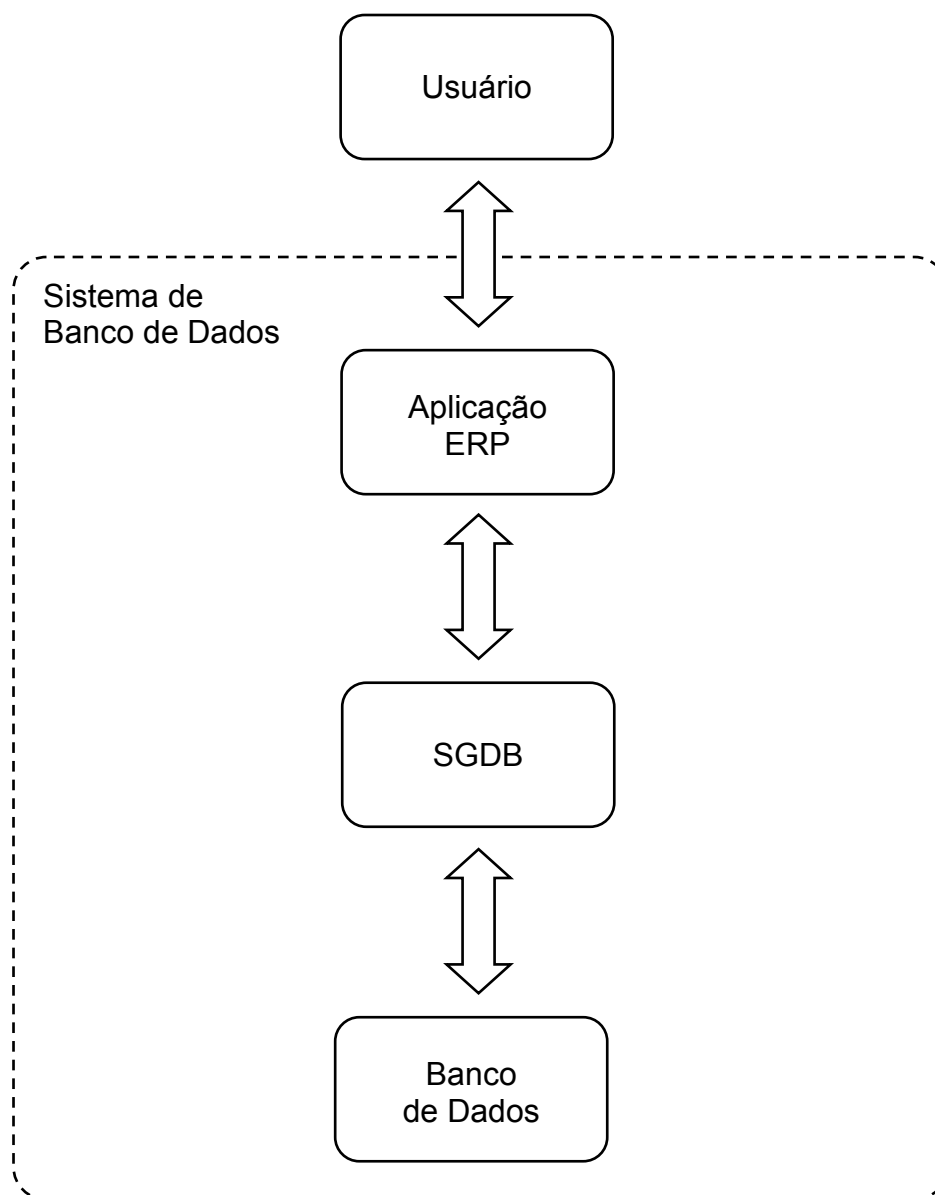 Usuário
Sistema de
Banco de Dados
Aplicação
ERP
SGDB
Banco
de Dados